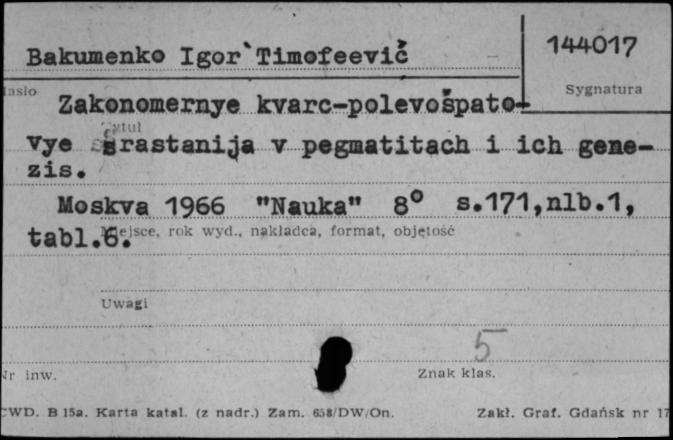 Bakumenko Igor' Timofeevič
144017
Hasło
Sygnatura
Zakonomernye kvarc-polevošpato-
Tytuł
vye srastanija v pegmatitach i ich gene-
zis.
Moskva 1966 "Nauka" 8° s.171,nlb.1,
tabl.6.
Miejsce, rok wyd., nakładca, format, objętość
Uwagi
5
Nr inw.
Znak klas.
CWD. B 15a. Karta katal. (z nadr.) Zam. 658/DW/On.
Zakł. Graf. Gdańsk nr 17